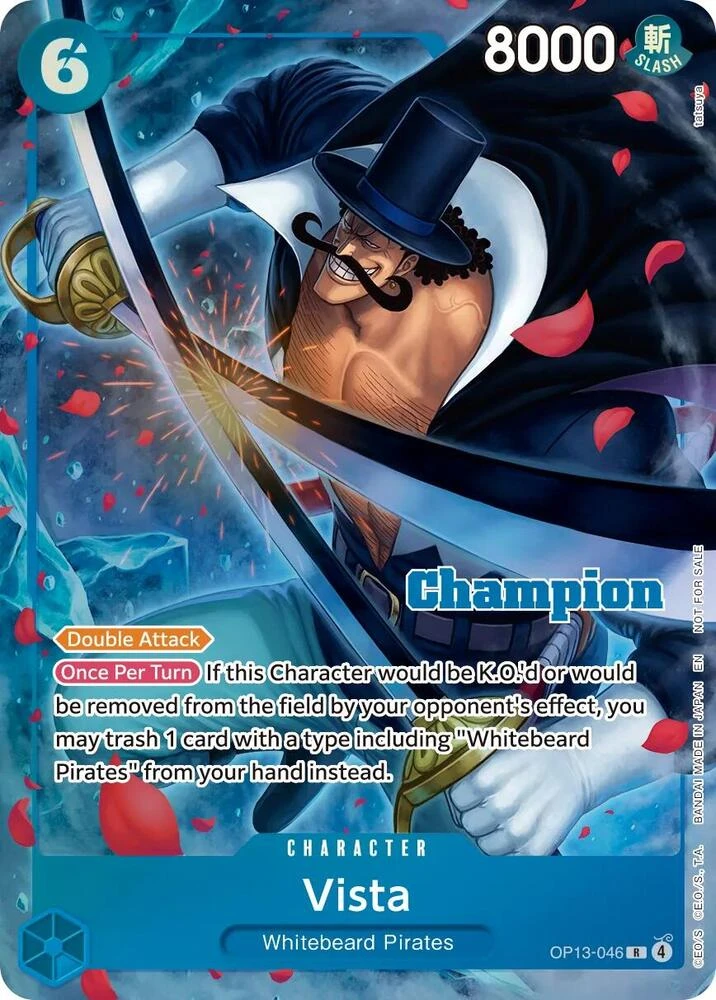 6
8000
斬
SLASH
tatsuya
Champion
Double Attack
Once Per Turn If this Character would be K.O.'d or would
be removed from the field by your opponent's effect, you
may trash 1 card with a type including "Whitebeard
Pirates" from your hand instead.
CHARACTER
Vista
Whitebeard Pirates
OP13-046 R 4
©E.O./S ©E.O./S., T.A. BANDAI MADE IN JAPAN EN NOT FOR SALE